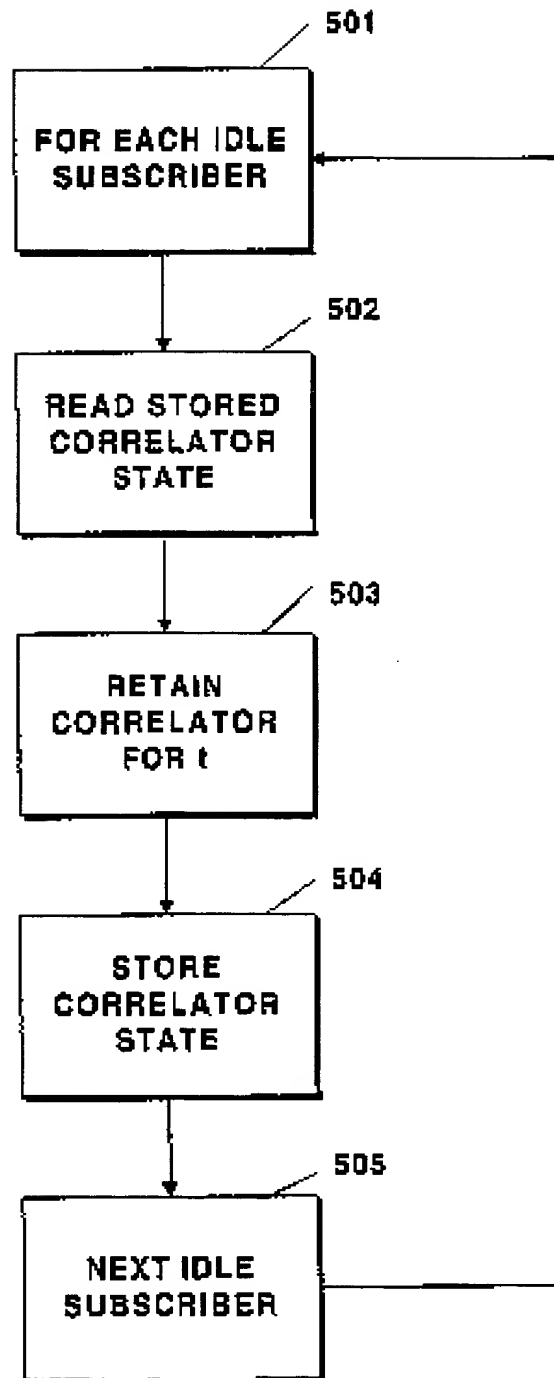 501
FOR EACH IDLE
SUBSCRIBER
502
READ STORED
CORRELATOR
STATE
503
RETAIN
CORRELATOR
FOR t
504
STORE
CORRELATOR
STATE
505
NEXT IDLE
SUBSCRIBER